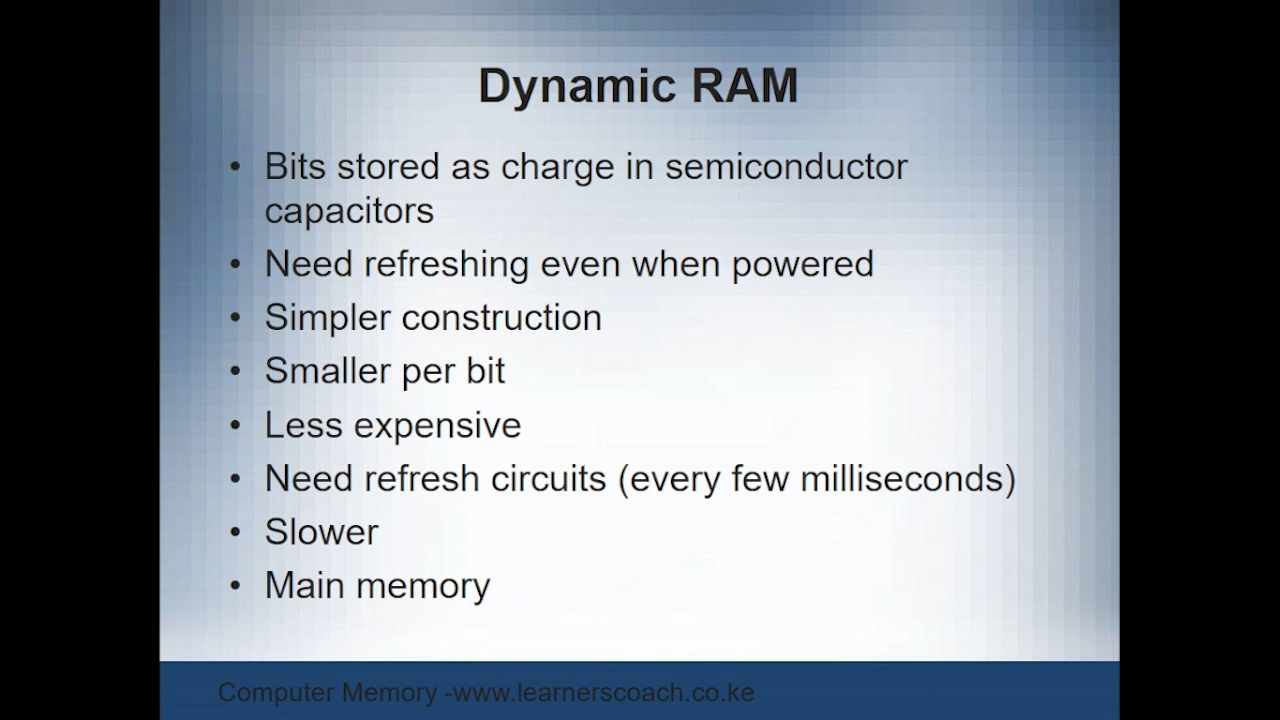 Dynamic RAM
• Bits stored as charge in semiconductor
capacitors
• Need refreshing even when powered
• Simpler construction
• Smaller per bit
• Less expensive
• Need refresh circuits (every few milliseconds)
• Slower
• Main memory
Computer Memory -www.learnerscoach.co.ke